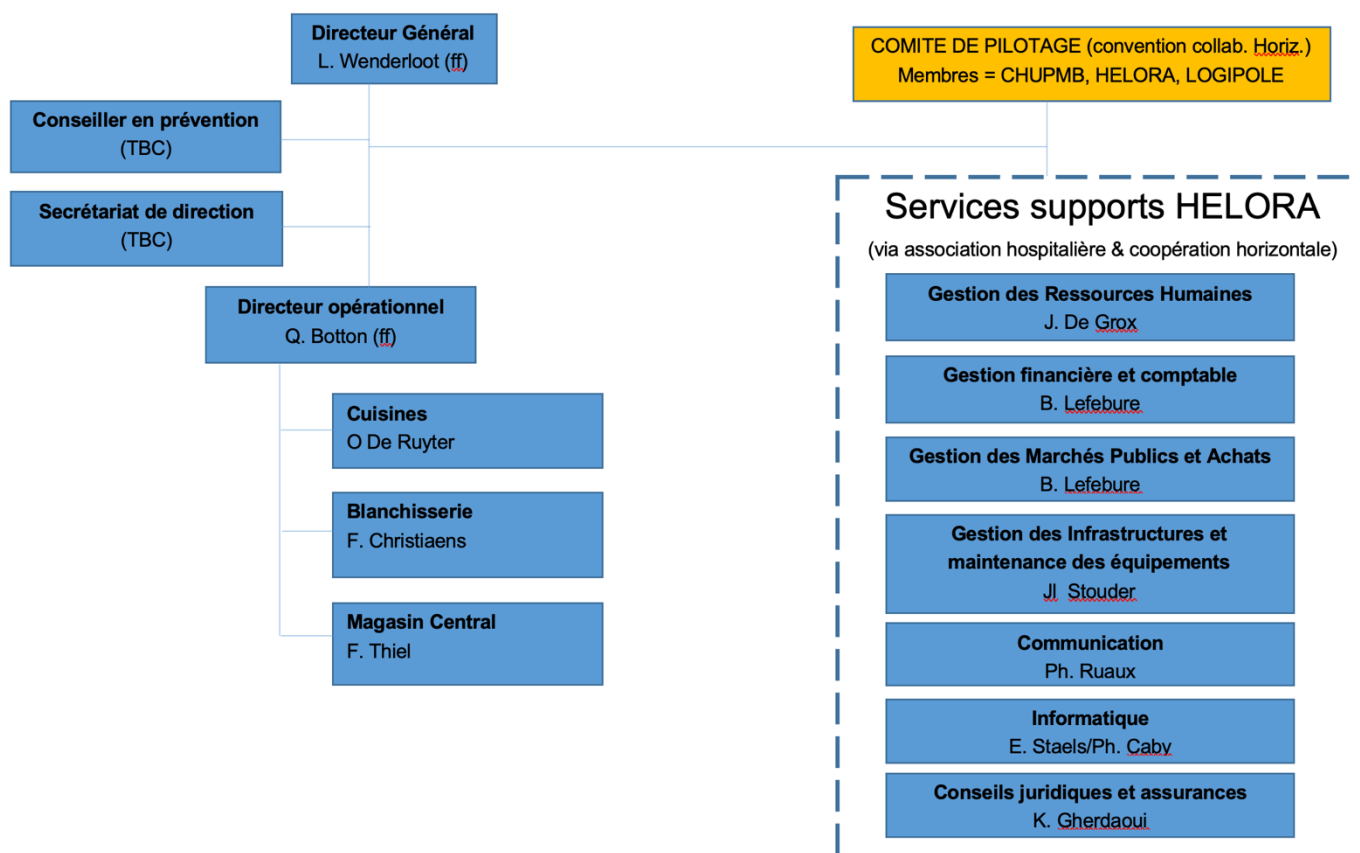 Directeur Général
L. Wenderloot (ff)
COMITE DE PILOTAGE (convention collab. Horiz.)
Membres = CHUPMB, HELORA, LOGIPOLE
Conseiller en prévention
(TBC)
Secrétariat de direction
(TBC)
Directeur opérationnel
Q. Botton (ff)
Cuisines
O De Ruyter
Blanchisserie
F. Christiaens
Magasin Central
F. Thiel
Services supports HELORA
(via association hospitalière & coopération horizontale)
Gestion des Ressources Humaines
J. De Grox
Gestion financière et comptable
B. Lefebure
Gestion des Marchés Publics et Achats
B. Lefebure
Gestion des Infrastructures et
maintenance des équipements
Jl Stouder
Communication
Ph. Ruaux
Informatique
E. Staels/Ph. Caby
Conseils juridiques et assurances
K. Gherdaoui